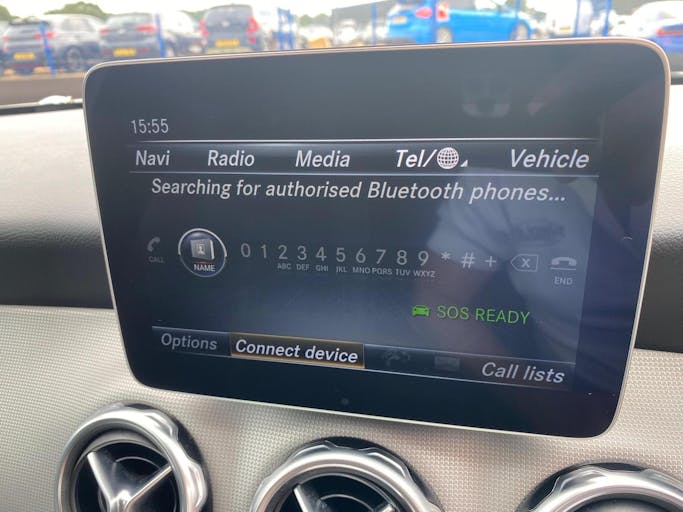 15:55
Navi Radio Media Tel/ Vehicle
Searching for authorised Bluetooth phones...
0 1 2 3 4 5 6 7 8 9 * # +
CALL NAME ABC DEF GHI JKL MNO PQRS TUV WXYZ END
SOS READY
Options Connect device Call lists